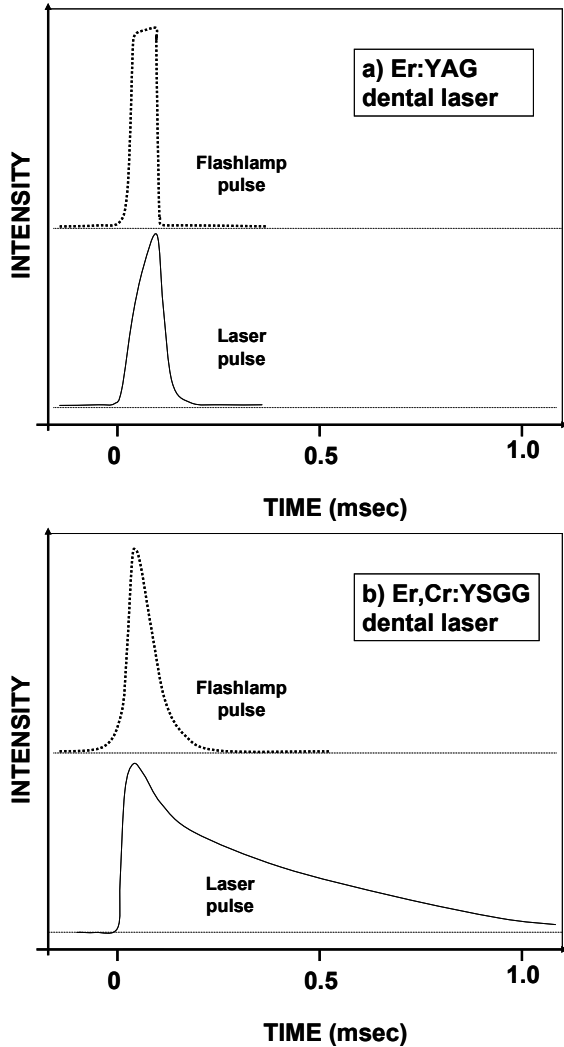 a) Er:YAG
dental laser
Flashlamp
pulse
INTENSITY
Laser
pulse
0
0.5
1.0
TIME (msec)
b) Er,Cr:YSGG
dental laser
Flashlamp
pulse
INTENSITY
Laser
pulse
0
0.5
1.0
TIME (msec)